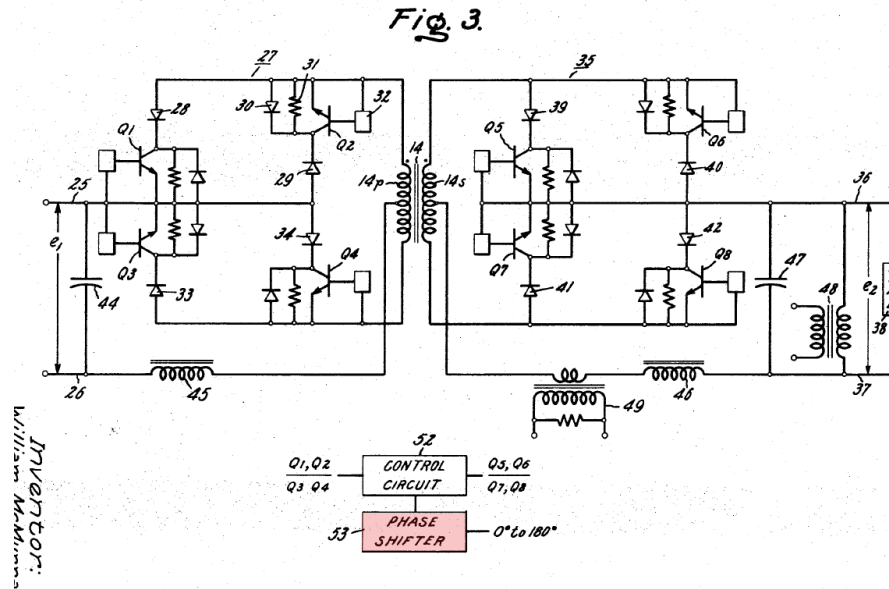 Fig. 3.
27
31
35
28
30
32
39
Q1
Q2
Q5
Q6
29
14
14p
14s
40
25
36
e1
34
42
Q3
Q4
Q7
Q8
44
33
41
47
48
e2
38
26
45
46
37
49
52
Q1, Q2
Q3 Q4
CONTROL
CIRCUIT
Q5, Q6
Q7, Q8
53
PHASE
SHIFTER
0° to 180°
Inventor:
William